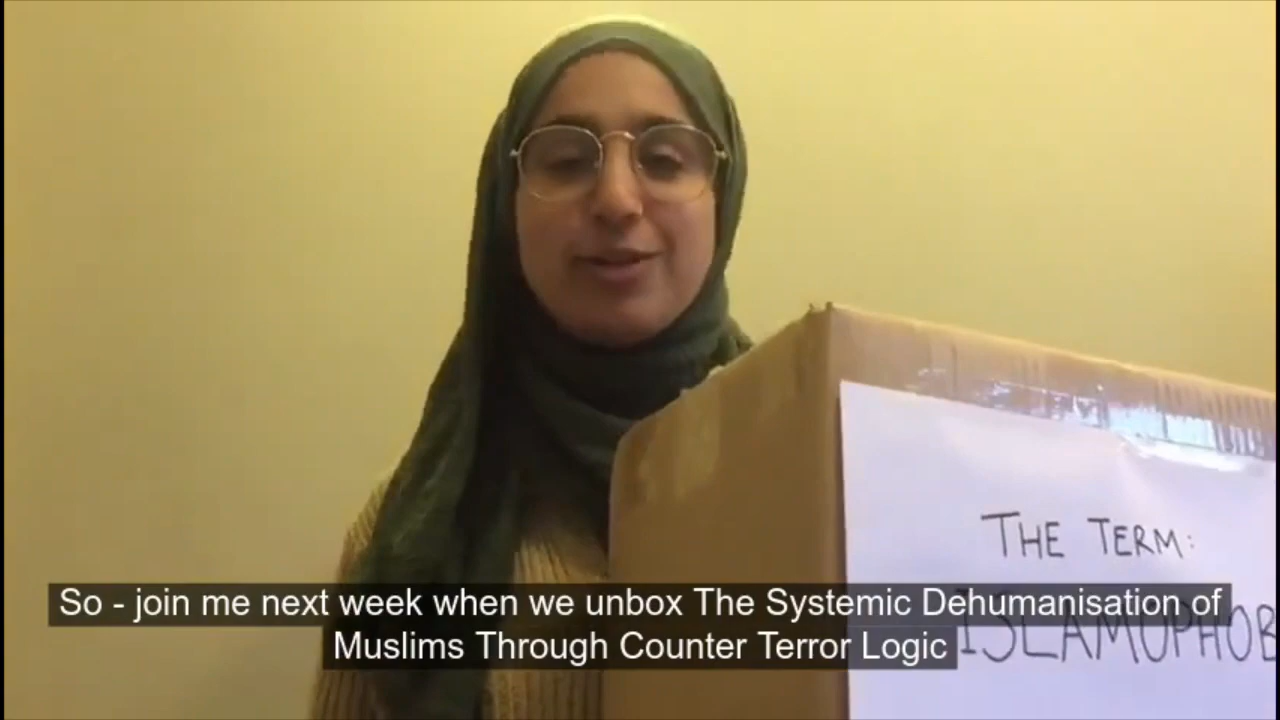 THE TERM:
ISLAMOPHOB
So - join me next week when we unbox The Systemic Dehumanisation of
Muslims Through Counter Terror Logic